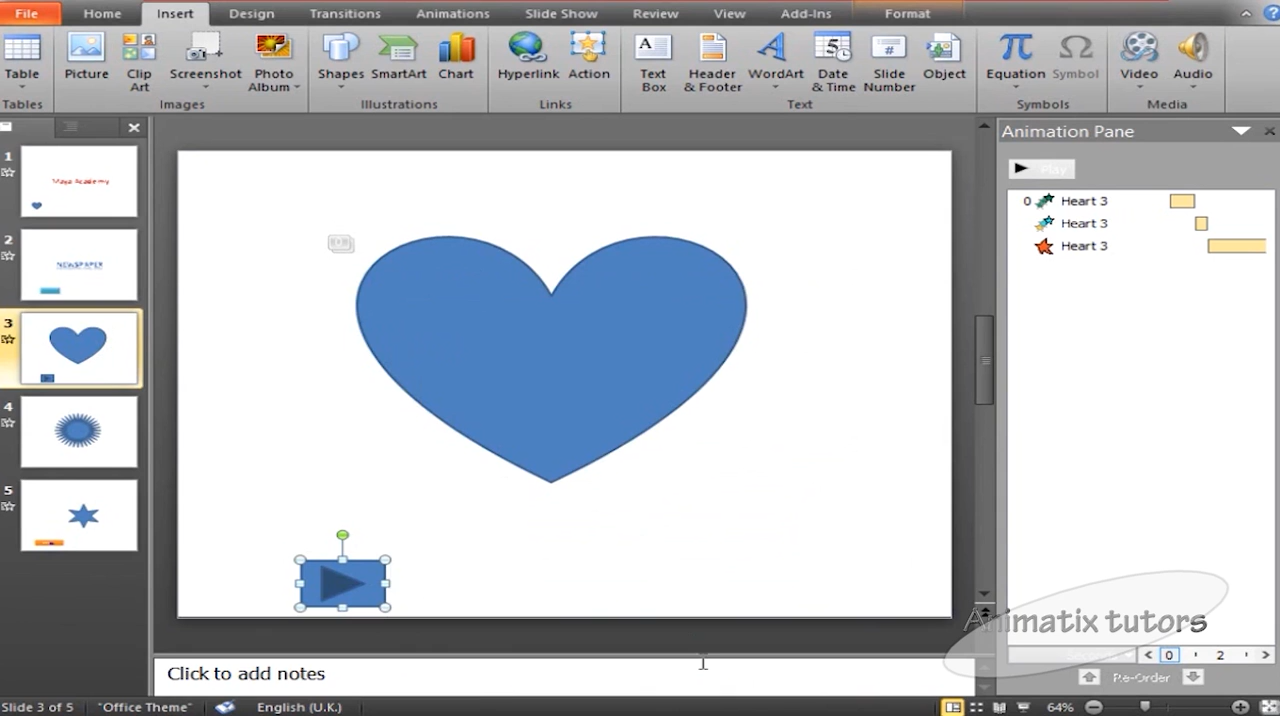 File Home Insert Design Transitions Animations Slide Show Review View Add-Ins Format
Table Picture Clip Art Screenshot Photo Album Shapes SmartArt Chart Hyperlink Action Text Box Header & Footer WordArt Date & Time Slide Number Object Equation Symbol Video Audio
Tables Images Illustrations Links Text Symbols Media
Animation Pane
Play
0 Heart 3
Heart 3
Heart 3
1
Maya Academy
2
NEWSPAPER
3
4
5
Animatix tutors
Seconds < 0 2 >
Re-Order
Click to add notes
Slide 3 of 5 "Office Theme" English (U.K.) 64%